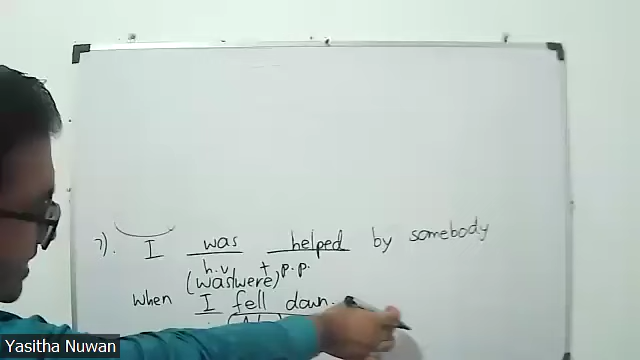 7). I was helped by somebody
h.v + p.p.
(was/were)
when I fell down.
Yasitha Nuwan